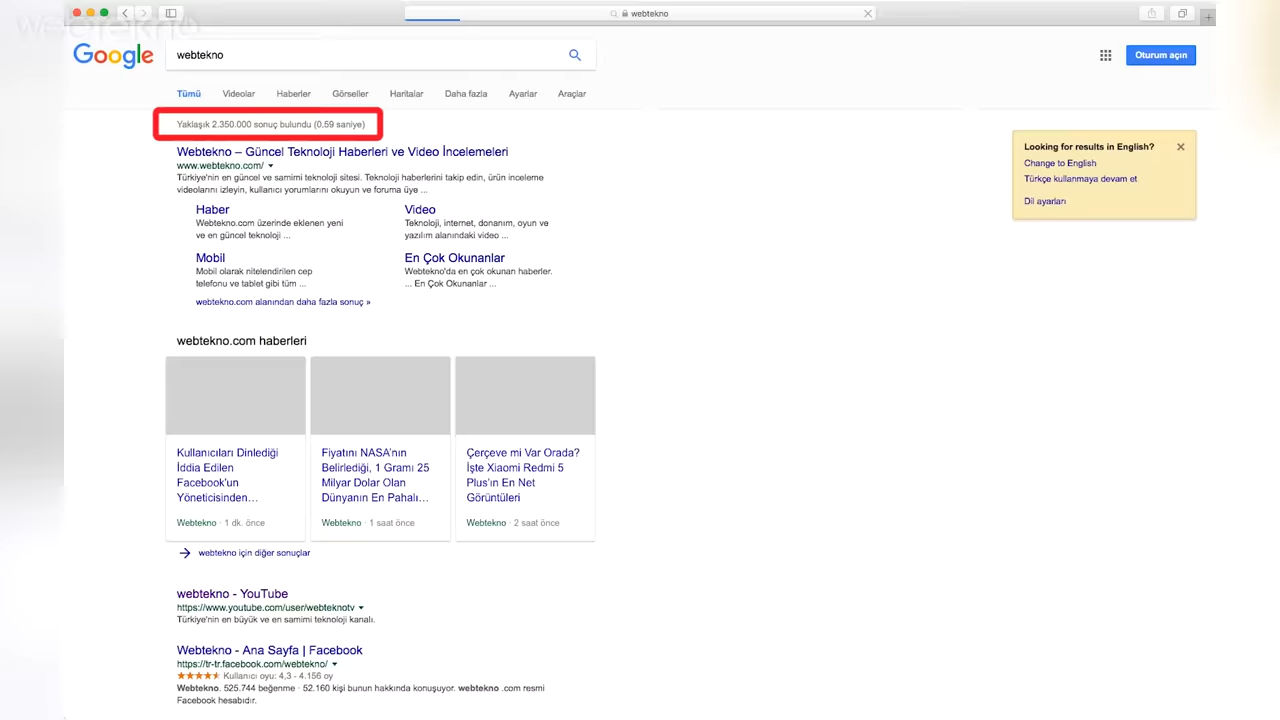 webtekno
webtekno
Google
webtekno
Oturum açın
Tümü Videolar Haberler Görseller Haritalar Daha fazla Ayarlar Araçlar
Yaklaşık 2.350.000 sonuç bulundu (0,59 saniye)
Webtekno – Güncel Teknoloji Haberleri ve Video İncelemeleri
www.webtekno.com/
Türkiye'nin en güncel ve samimi teknoloji sitesi. Teknoloji haberlerini takip edin, ürün inceleme
videolarını izleyin, kullanıcı yorumlarını okuyun ve foruma üye ...
Haber
Webtekno.com üzerinde eklenen yeni
ve en güncel teknoloji ...
Video
Teknoloji, internet, donanım, oyun ve
yazılım alanındaki video ...
Mobil
Mobil olarak nitelendirilen cep
telefonu ve tablet gibi tüm ...
En Çok Okunanlar
Webtekno'da en çok okunan haberler.
... En Çok Okunanlar ...
webtekno.com alanından daha fazla sonuç »
webtekno.com haberleri
Kullanıcıları Dinlediği
İddia Edilen
Facebook'un
Yöneticisinden…
Webtekno · 1 dk. önce
Fiyatını NASA'nın
Belirlediği, 1 Gramı 25
Milyar Dolar Olan
Dünyanın En Pahalı…
Webtekno · 1 saat önce
Çerçeve mi Var Orada?
İşte Xiaomi Redmi 5
Plus'ın En Net
Görüntüleri
Webtekno · 2 saat önce
webtekno için diğer sonuçlar
webtekno - YouTube
https://www.youtube.com/user/webteknotv
Türkiye'nin en büyük ve en samimi teknoloji kanalı.
Webtekno - Ana Sayfa | Facebook
https://tr-tr.facebook.com/webtekno/
Kullanıcı oyu: 4,3 - 4.156 oy
Webtekno. 525.744 beğenme · 52.160 kişi bunun hakkında konuşuyor. webtekno .com resmi
Facebook hesabıdır.
Looking for results in English?
Change to English
Türkçe kullanmaya devam et
Dil ayarları